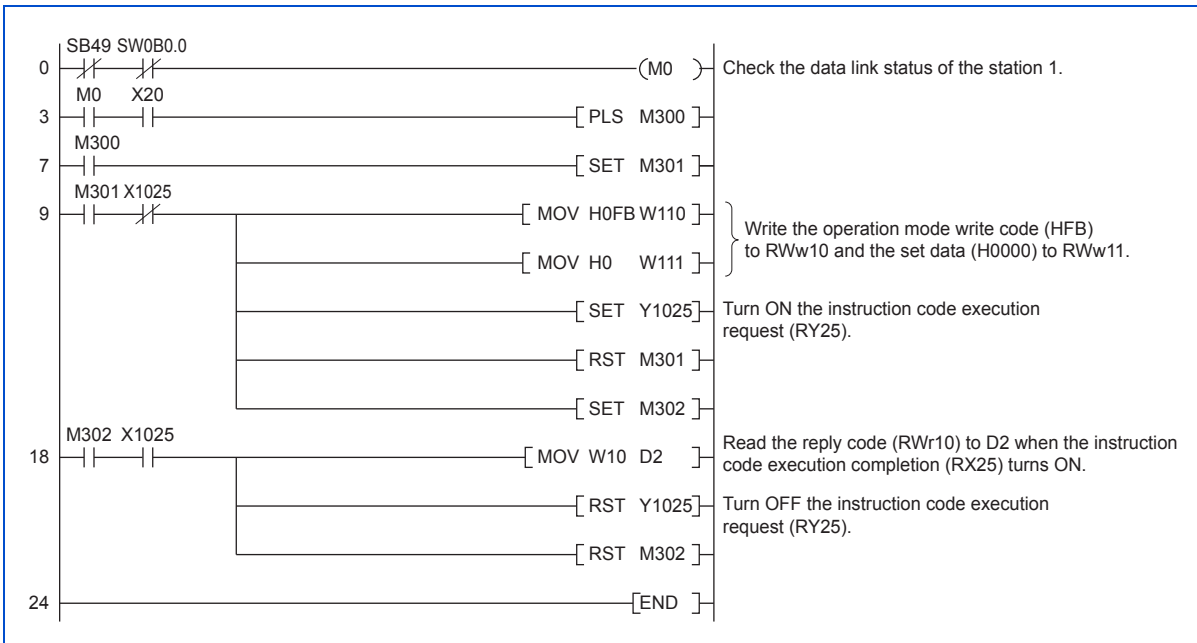 SB49 SW0B0.0
0 (M0 ) Check the data link status of the station 1.
M0 X20
3 [ PLS M300 ]
M300
7 [ SET M301 ]
M301 X1025
9 [ MOV H0FB W110 ]
Write the operation mode write code (HFB)
to RWw10 and the set data (H0000) to RWw11.
[ MOV H0 W111 ]
[ SET Y1025 ] Turn ON the instruction code execution
request (RY25).
[ RST M301 ]
[ SET M302 ]
M302 X1025
18 [ MOV W10 D2 ] Read the reply code (RWr10) to D2 when the instruction
code execution completion (RX25) turns ON.
[ RST Y1025 ] Turn OFF the instruction code execution
request (RY25).
[ RST M302 ]
24 [END ]